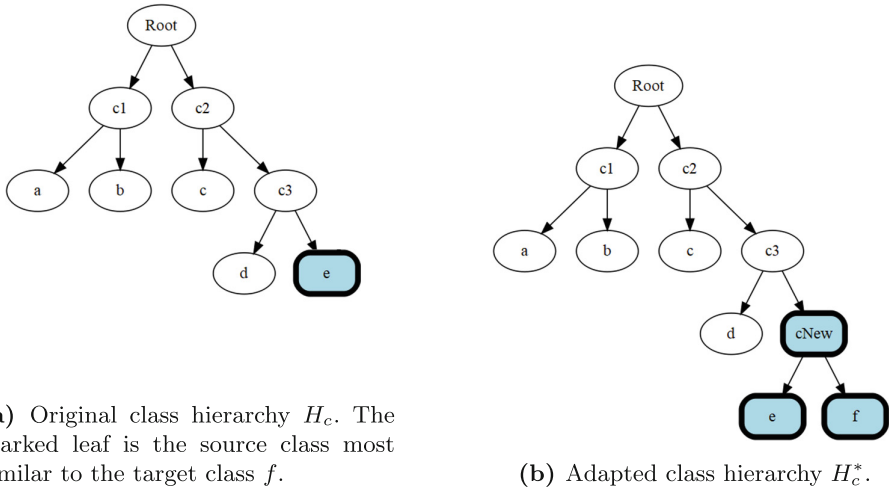 Root
c1 c2
a b c c3
d e
a) Original class hierarchy H_c. The
arked leaf is the source class most
milar to the target class f.
Root
c1 c2
a b c c3
d cNew
e f
(b) Adapted class hierarchy H_c^*.